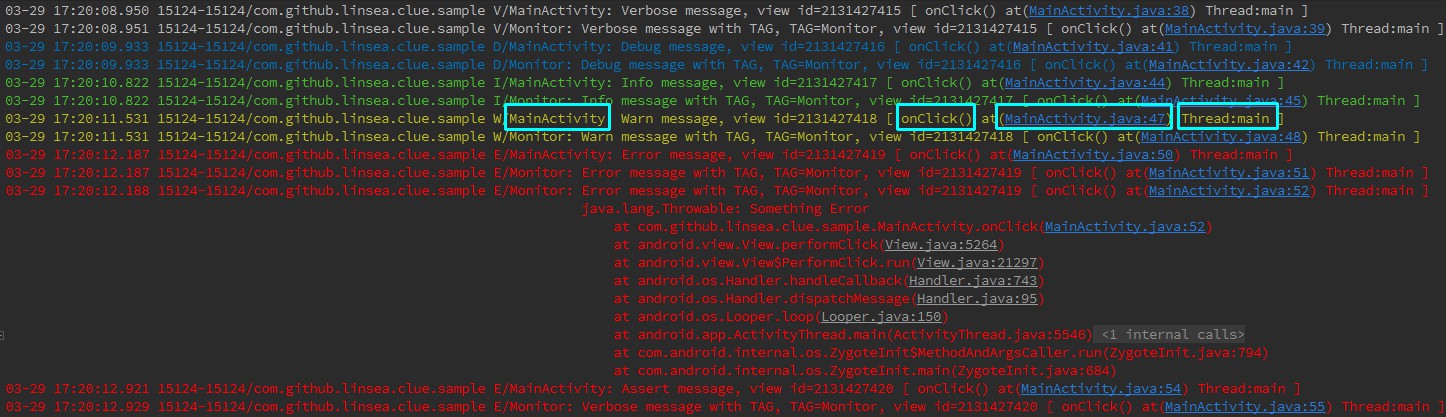 03-29 17:20:08.950 15124-15124/com.github.linsea.clue.sample V/MainActivity: Verbose message, view id=2131427415 [ onClick() at(MainActivity.java:38) Thread:main ]
03-29 17:20:08.951 15124-15124/com.github.linsea.clue.sample V/Monitor: Verbose message with TAG, TAG=Monitor, view id=2131427415 [ onClick() at(MainActivity.java:39) Thread:main ]
03-29 17:20:09.933 15124-15124/com.github.linsea.clue.sample D/MainActivity: Debug message, view id=2131427416 [ onClick() at(MainActivity.java:41) Thread:main ]
03-29 17:20:09.933 15124-15124/com.github.linsea.clue.sample D/Monitor: Debug message with TAG, TAG=Monitor, view id=2131427416 [ onClick() at(MainActivity.java:42) Thread:main ]
03-29 17:20:10.822 15124-15124/com.github.linsea.clue.sample I/MainActivity: Info message, view id=2131427417 [ onClick() at(MainActivity.java:44) Thread:main ]
03-29 17:20:10.822 15124-15124/com.github.linsea.clue.sample I/Monitor: Info message with TAG, TAG=Monitor, view id=2131427417 [ onClick() at(MainActivity.java:45) Thread:main ]
03-29 17:20:11.531 15124-15124/com.github.linsea.clue.sample W/MainActivity Warn message, view id=2131427418 [ onClick() at(MainActivity.java:47) Thread:main ]
03-29 17:20:11.531 15124-15124/com.github.linsea.clue.sample W/Monitor: Warn message with TAG, TAG=Monitor, view id=2131427418 [ onClick() at(MainActivity.java:48) Thread:main ]
03-29 17:20:12.187 15124-15124/com.github.linsea.clue.sample E/MainActivity: Error message, view id=2131427419 [ onClick() at(MainActivity.java:50) Thread:main ]
03-29 17:20:12.187 15124-15124/com.github.linsea.clue.sample E/Monitor: Error message with TAG, TAG=Monitor, view id=2131427419 [ onClick() at(MainActivity.java:51) Thread:main ]
03-29 17:20:12.188 15124-15124/com.github.linsea.clue.sample E/Monitor: Error message with TAG, TAG=Monitor, view id=2131427419 [ onClick() at(MainActivity.java:52) Thread:main ]
java.lang.Throwable: Something Error
at com.github.linsea.clue.sample.MainActivity.onClick(MainActivity.java:52)
at android.view.View.performClick(View.java:5264)
at android.view.View$PerformClick.run(View.java:21297)
at android.os.Handler.handleCallback(Handler.java:743)
at android.os.Handler.dispatchMessage(Handler.java:95)
at android.os.Looper.loop(Looper.java:150)
at android.app.ActivityThread.main(ActivityThread.java:5546) <1 internal calls>
at com.android.internal.os.ZygoteInit$MethodAndArgsCaller.run(ZygoteInit.java:794)
at com.android.internal.os.ZygoteInit.main(ZygoteInit.java:684)
03-29 17:20:12.921 15124-15124/com.github.linsea.clue.sample E/MainActivity: Assert message, view id=2131427420 [ onClick() at(MainActivity.java:54) Thread:main ]
03-29 17:20:12.929 15124-15124/com.github.linsea.clue.sample E/Monitor: Verbose message with TAG, TAG=Monitor, view id=2131427420 [ onClick() at(MainActivity.java:55) Thread:main ]